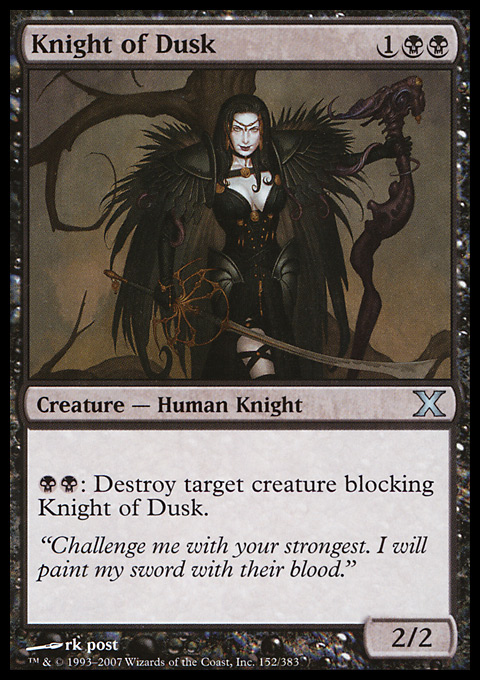 Knight of Dusk 1
Creature — Human Knight X
: Destroy target creature blocking
Knight of Dusk.
“Challenge me with your strongest. I will
paint my sword with their blood.”
rk post
2/2
™ & © 1993–2007 Wizards of the Coast, Inc. 152/383